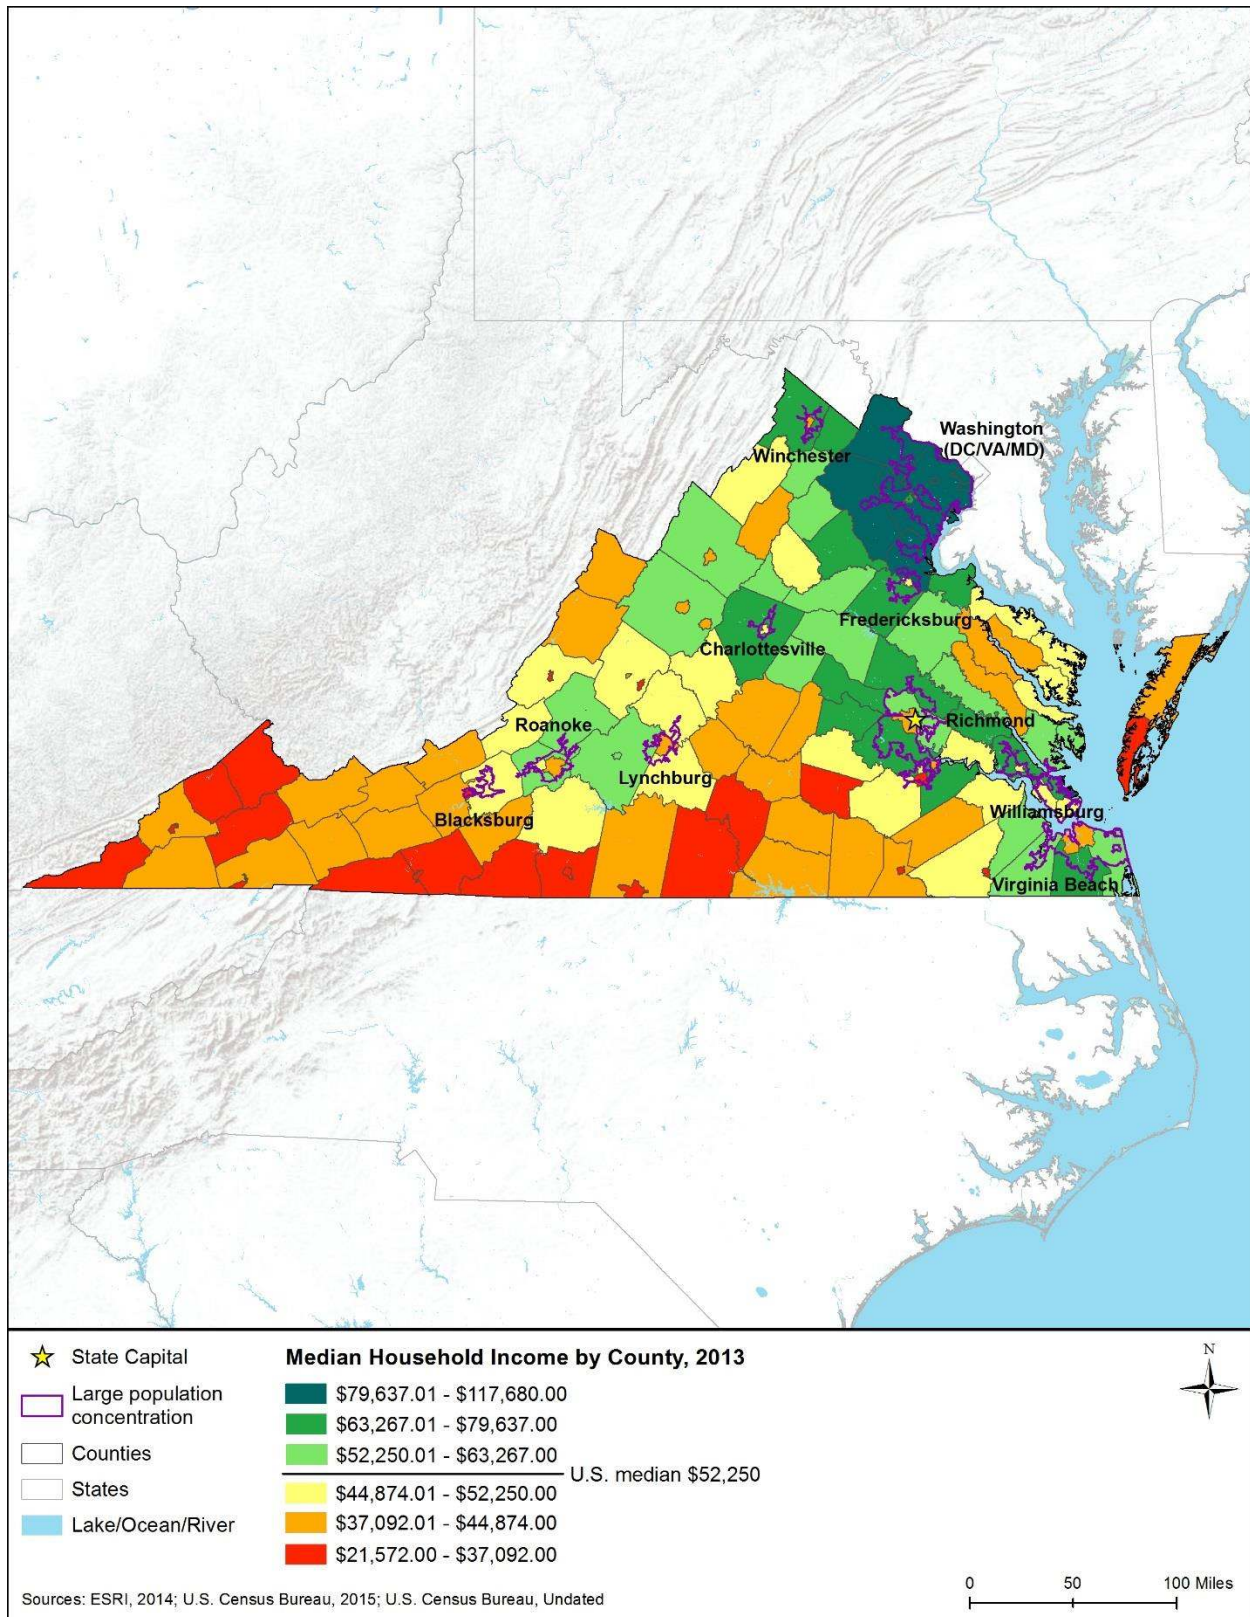 Washington
(DC/VA/MD)
Winchester
Fredericksburg
Charlottesville
Richmond
Roanoke
Lynchburg
Blacksburg
Williamsburg
Virginia Beach
State Capital
Large population
concentration
Counties
States
Lake/Ocean/River
Median Household Income by County, 2013
$79,637.01 - $117,680.00
$63,267.01 - $79,637.00
$52,250.01 - $63,267.00
U.S. median $52,250
$44,874.01 - $52,250.00
$37,092.01 - $44,874.00
$21,572.00 - $37,092.00
N
0 50 100 Miles
Sources: ESRI, 2014; U.S. Census Bureau, 2015; U.S. Census Bureau, Undated